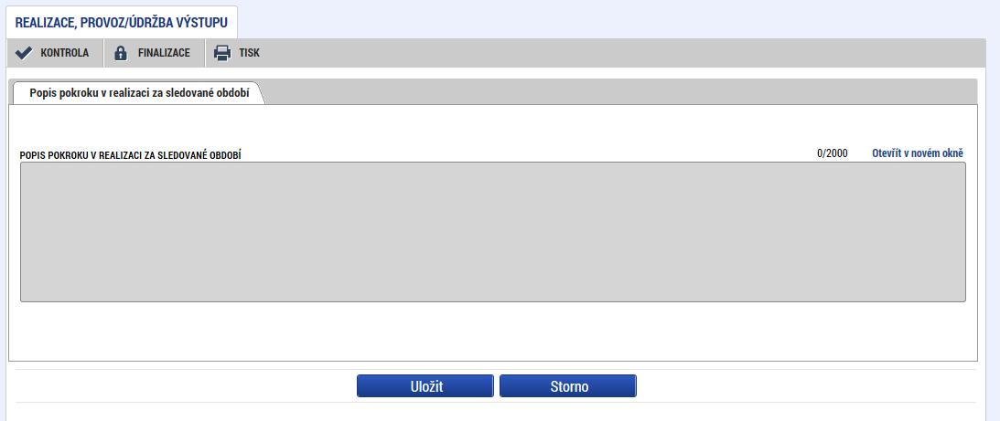 REALIZACE, PROVOZ/ÚDRŽBA VÝSTUPU
KONTROLA FINALIZACE TISK
Popis pokroku v realizaci za sledované období
POPIS POKROKU V REALIZACI ZA SLEDOVANÉ OBDOBÍ 0/2000 Otevřít v novém okně
Uložit Storno